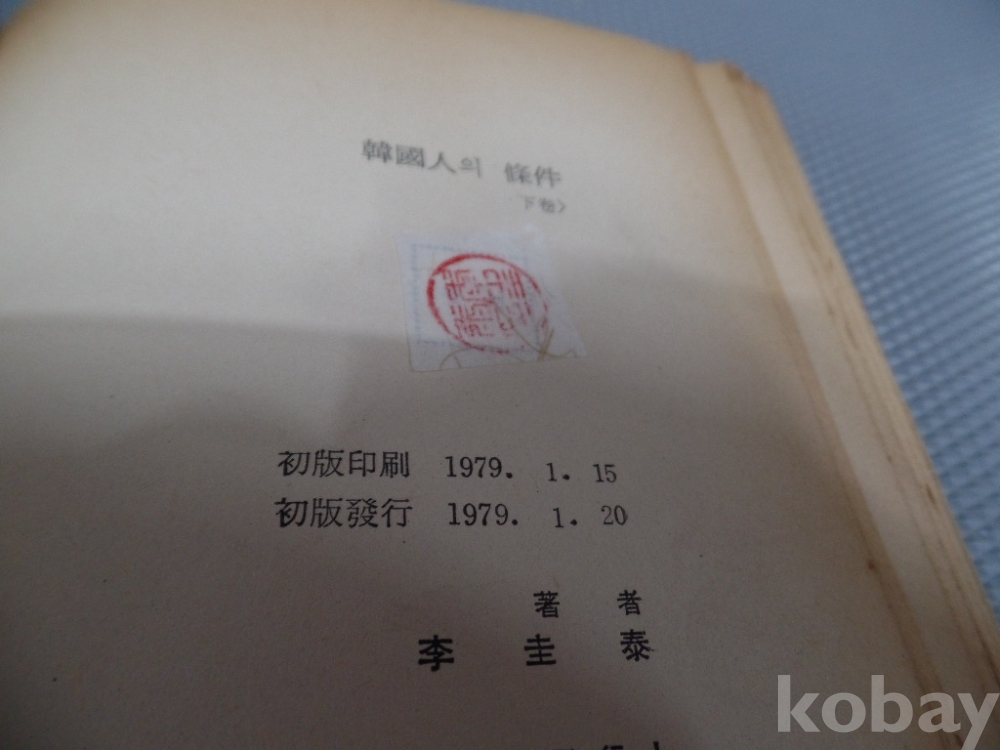 韓國人의 條件
下卷〉
初版印刷 1979. 1. 15
初版發行 1979. 1. 20
著 者
李 圭 泰
kobay